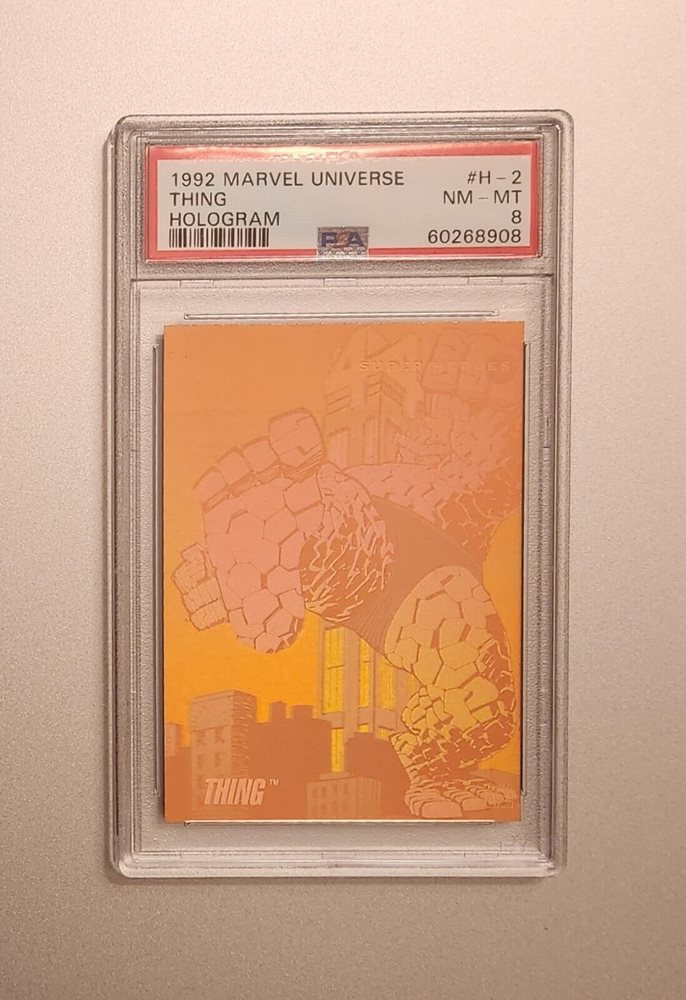 1992 MARVEL UNIVERSE #H-2
THING NM-MT
HOLOGRAM 8
PSA 60268908
SUPER HEROES
THING™